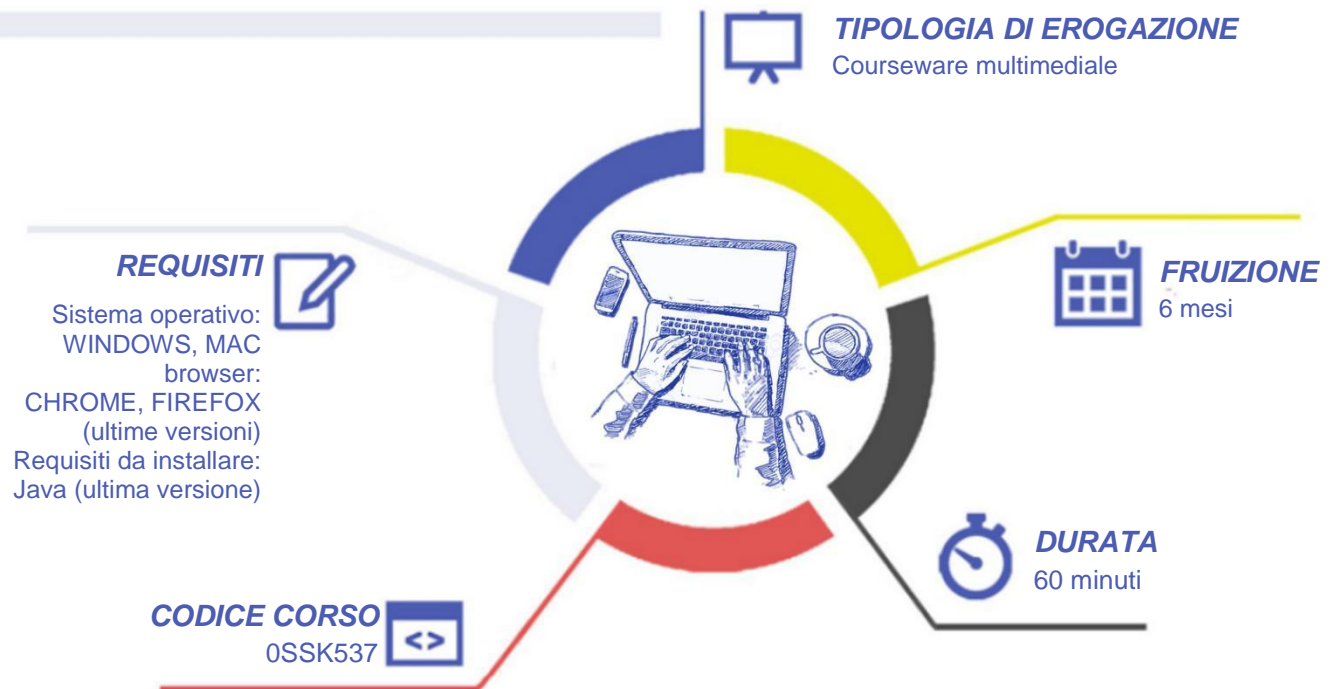 TIPOLOGIA DI EROGAZIONE
Courseware multimediale
REQUISITI
Sistema operativo:
WINDOWS, MAC
browser:
CHROME, FIREFOX
(ultime versioni)
Requisiti da installare:
Java (ultima versione)
FRUIZIONE
6 mesi
DURATA
60 minuti
CODICE CORSO
0SSK537